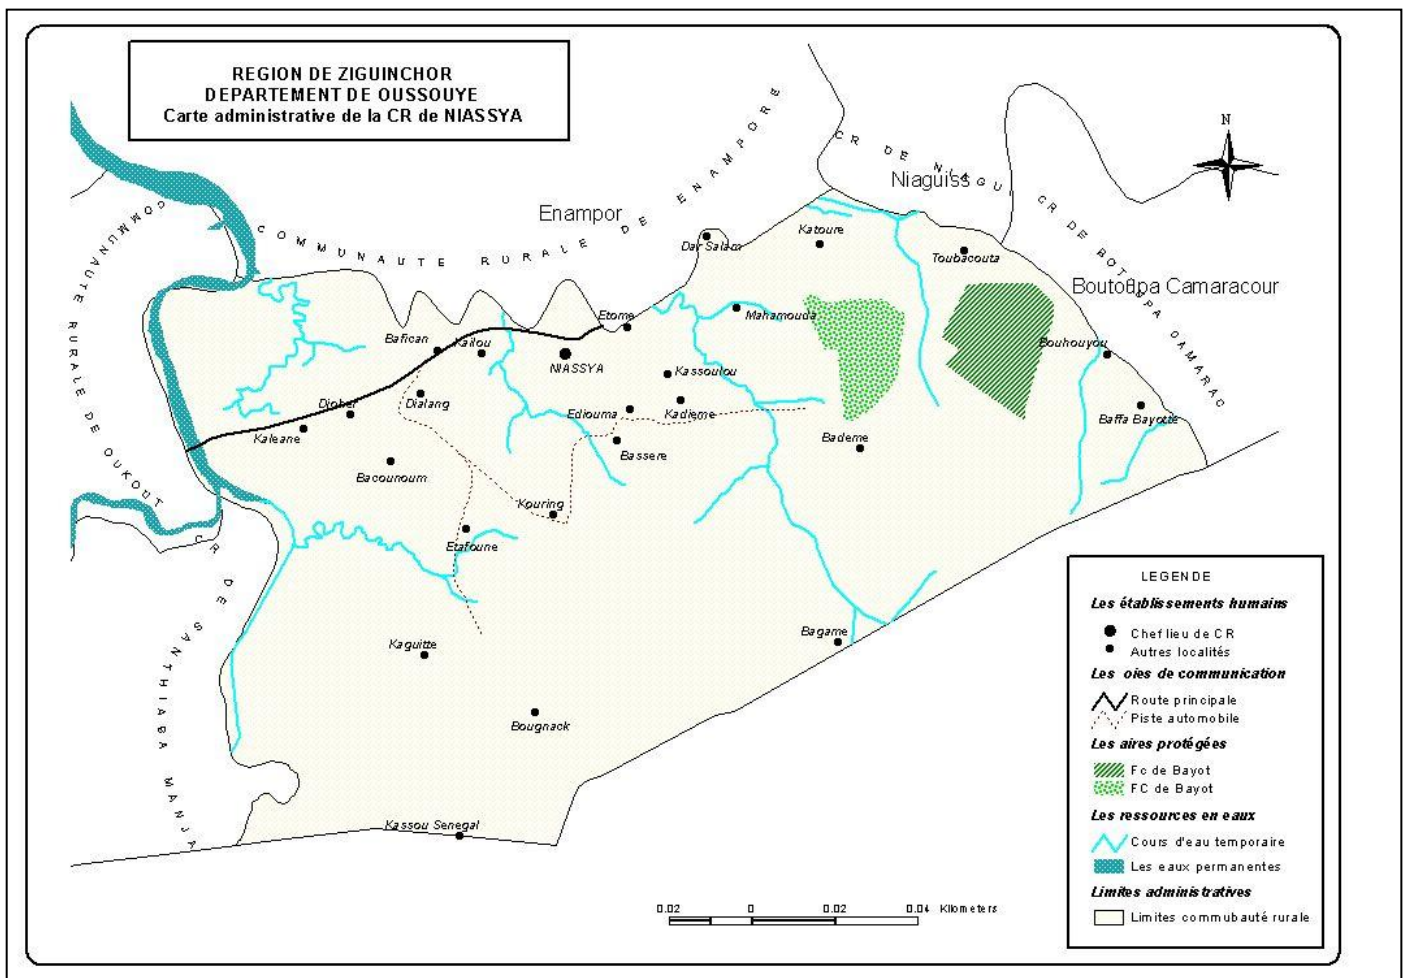 REGION DE ZIGUINCHOR
DEPARTEMENT DE OUSSOUYE
Carte administrative de la CR de NIASSYA
N
COMMUNAUTE RURALE DE ENAMPORE
CR DE NIAGU
CR DE BOTOUPA CAMARAC
COMMUNAUTE RURALE DE OUKOUT
CR DE SANTHIABA MANJA
Niaguiss
Enampor
Boutoupa Camaracour
Dar Salam
Katoure
Toubacouta
Etome
Mahamouda
Bafican
Kailou
NIASSYA
Bouhouyou
Kassoulou
Dialang
Dioher
Ediouma
Kadieme
Baffa Bayotte
Kaleane
Bassere
Bademe
Bacounoum
Kouring
Etafoune
Bagame
Kaguitte
Bougnack
Kassou Senegal
LEGENDE
Les établissements humains
Chef lieu de CR
Autres localités
Les oies de communication
Route principale
Piste automobile
Les aires protégées
Fc de Bayot
FC de Bayot
Les ressources en eaux
Cours d'eau temporaire
Les eaux permanentes
Limites administratives
Limites commubauté rurale
0.02 0 0.02 0.04 Kilometers